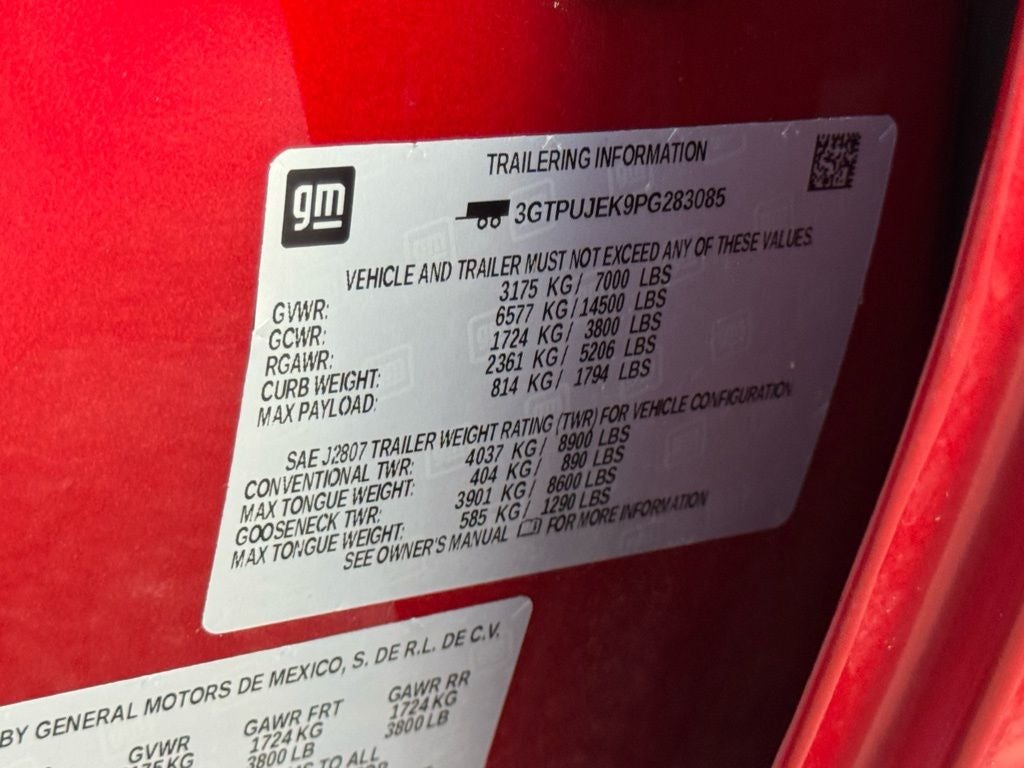 gm
TRAILERING INFORMATION
3GTPUJEK9PG283085
VEHICLE AND TRAILER MUST NOT EXCEED ANY OF THESE VALUES.
GVWR: 3175 KG/ 7000 LBS
GCWR: 6577 KG/14500 LBS
RGAWR: 1724 KG/ 3800 LBS
CURB WEIGHT: 2361 KG/ 5206 LBS
MAX PAYLOAD: 814 KG/ 1794 LBS
SAE J2807 TRAILER WEIGHT RATING (TWR) FOR VEHICLE CONFIGURATION
CONVENTIONAL TWR: 4037 KG/ 8900 LBS
MAX TONGUE WEIGHT: 404 KG/ 890 LBS
GOOSENECK TWR: 3901 KG/ 8600 LBS
MAX TONGUE WEIGHT: 585 KG/ 1290 LBS
SEE OWNER'S MANUAL FOR MORE INFORMATION
BY GENERAL MOTORS DE MEXICO, S. DE R.L. DE C.V.
GVWR GAWR FRT GAWR RR
1724 KG 1724 KG
3800 LB 3800 LB
TO ALL